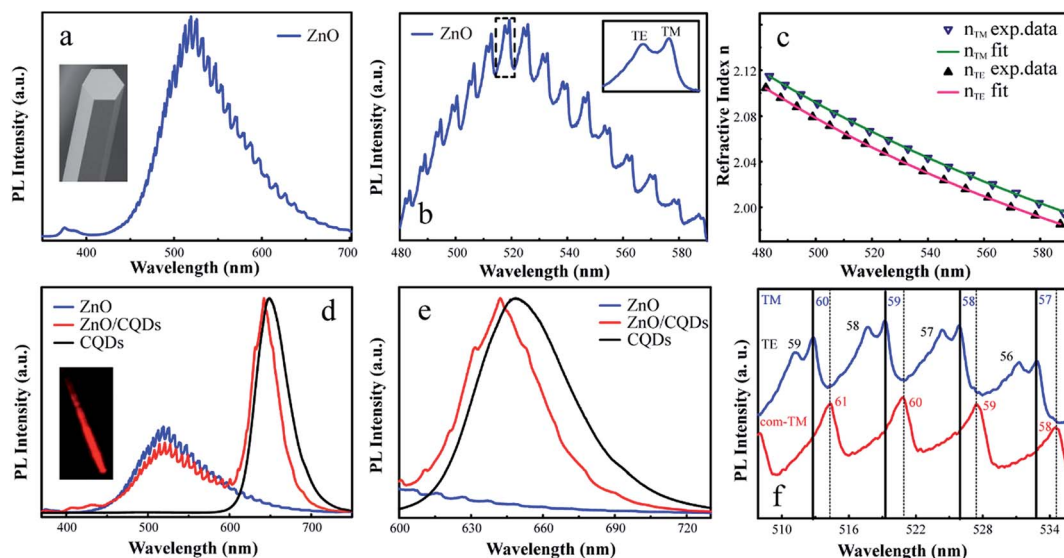 a
ZnO
PL Intensity (a.u.)
400
500
600
700
Wavelength (nm)
b
ZnO
TE
TM
PL Intensity (a.u.)
480
500
520
540
560
580
Wavelength (nm)
c
n_TM exp.data
n_TM fit
n_TE exp.data
n_TE fit
Refractive Index n
2.12
2.08
2.04
2.00
480
500
520
540
560
580
Wavelength (nm)
d
ZnO
ZnO/CQDs
CQDs
PL Intensity (a.u.)
400
500
600
700
Wavelength (nm)
e
ZnO
ZnO/CQDs
CQDs
PL Intensity (a.u.)
600
630
660
690
720
Wavelength (nm)
TM
60
59
58
57
TE
59
58
57
56
com-TM
61
60
59
58
f
PL Intensity (a. u.)
510
516
522
528
534
Wavelength (nm)